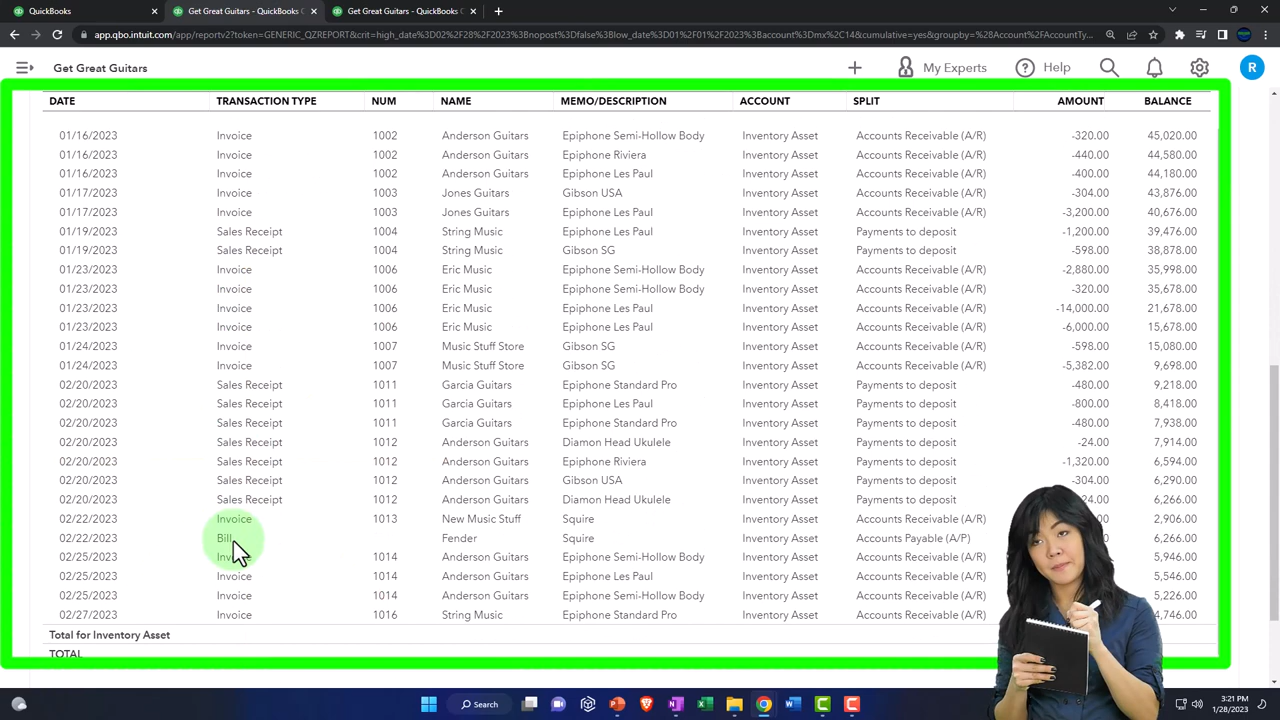 QuickBooks
Get Great Guitars - QuickBooks
Get Great Guitars - QuickBooks
app.qbo.intuit.com/app/reportv2?token=GENERIC_QZREPORT&crit=high_date%3D02%2F28%2F2023%3Bnopost%3Dfalse%3Blow_date%3D01%2F01%2F2023%3Baccount%3Dmx%2C14&cumulative=yes&groupby=%28Account%2FAccountTy...
Get Great Guitars My Experts Help R
DATE TRANSACTION TYPE NUM NAME MEMO/DESCRIPTION ACCOUNT SPLIT AMOUNT BALANCE
01/16/2023 Invoice 1002 Anderson Guitars Epiphone Semi-Hollow Body Inventory Asset Accounts Receivable (A/R) -320.00 45,020.00
01/16/2023 Invoice 1002 Anderson Guitars Epiphone Riviera Inventory Asset Accounts Receivable (A/R) -440.00 44,580.00
01/16/2023 Invoice 1002 Anderson Guitars Epiphone Les Paul Inventory Asset Accounts Receivable (A/R) -400.00 44,180.00
01/17/2023 Invoice 1003 Jones Guitars Gibson USA Inventory Asset Accounts Receivable (A/R) -304.00 43,876.00
01/17/2023 Invoice 1003 Jones Guitars Epiphone Les Paul Inventory Asset Accounts Receivable (A/R) -3,200.00 40,676.00
01/19/2023 Sales Receipt 1004 String Music Epiphone Les Paul Inventory Asset Payments to deposit -1,200.00 39,476.00
01/19/2023 Sales Receipt 1004 String Music Gibson SG Inventory Asset Payments to deposit -598.00 38,878.00
01/23/2023 Invoice 1006 Eric Music Epiphone Semi-Hollow Body Inventory Asset Accounts Receivable (A/R) -2,880.00 35,998.00
01/23/2023 Invoice 1006 Eric Music Epiphone Semi-Hollow Body Inventory Asset Accounts Receivable (A/R) -320.00 35,678.00
01/23/2023 Invoice 1006 Eric Music Epiphone Les Paul Inventory Asset Accounts Receivable (A/R) -14,000.00 21,678.00
01/23/2023 Invoice 1006 Eric Music Epiphone Les Paul Inventory Asset Accounts Receivable (A/R) -6,000.00 15,678.00
01/24/2023 Invoice 1007 Music Stuff Store Gibson SG Inventory Asset Accounts Receivable (A/R) -598.00 15,080.00
01/24/2023 Invoice 1007 Music Stuff Store Gibson SG Inventory Asset Accounts Receivable (A/R) -5,382.00 9,698.00
02/20/2023 Sales Receipt 1011 Garcia Guitars Epiphone Standard Pro Inventory Asset Payments to deposit -480.00 9,218.00
02/20/2023 Sales Receipt 1011 Garcia Guitars Epiphone Les Paul Inventory Asset Payments to deposit -800.00 8,418.00
02/20/2023 Sales Receipt 1011 Garcia Guitars Epiphone Standard Pro Inventory Asset Payments to deposit -480.00 7,938.00
02/20/2023 Sales Receipt 1012 Anderson Guitars Diamon Head Ukulele Inventory Asset Payments to deposit -24.00 7,914.00
02/20/2023 Sales Receipt 1012 Anderson Guitars Epiphone Riviera Inventory Asset Payments to deposit -1,320.00 6,594.00
02/20/2023 Sales Receipt 1012 Anderson Guitars Gibson USA Inventory Asset Payments to deposit -304.00 6,290.00
02/20/2023 Sales Receipt 1012 Anderson Guitars Diamon Head Ukulele Inventory Asset Payments to deposit 24.00 6,266.00
02/22/2023 Invoice 1013 New Music Stuff Squire Inventory Asset Accounts Receivable (A/R) 2,906.00
02/22/2023 Bill Fender Squire Inventory Asset Accounts Payable (A/P) 6,266.00
02/25/2023 1014 Anderson Guitars Epiphone Semi-Hollow Body Inventory Asset Accounts Receivable (A/R) 5,946.00
02/25/2023 Invoice 1014 Anderson Guitars Epiphone Les Paul Inventory Asset Accounts Receivable (A/R) 5,546.00
02/25/2023 Invoice 1014 Anderson Guitars Epiphone Semi-Hollow Body Inventory Asset Accounts Receivable (A/R) 5,226.00
02/27/2023 Invoice 1016 String Music Epiphone Standard Pro Inventory Asset Accounts Receivable (A/R) 4,746.00
Total for Inventory Asset
TOTAL
Search
3:21 PM
1/28/2023